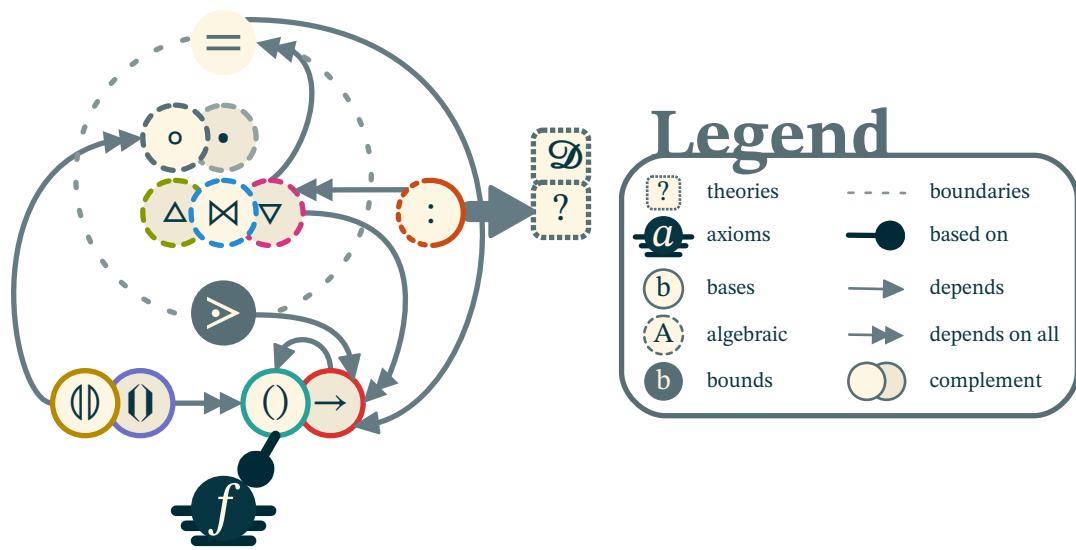 =
∘ •
△ ⋈ ▽
:
𝒟
?
⋗
() →
f
Legend
? theories
boundaries
a axioms
based on
b bases
depends
A algebraic
depends on all
b bounds
complement